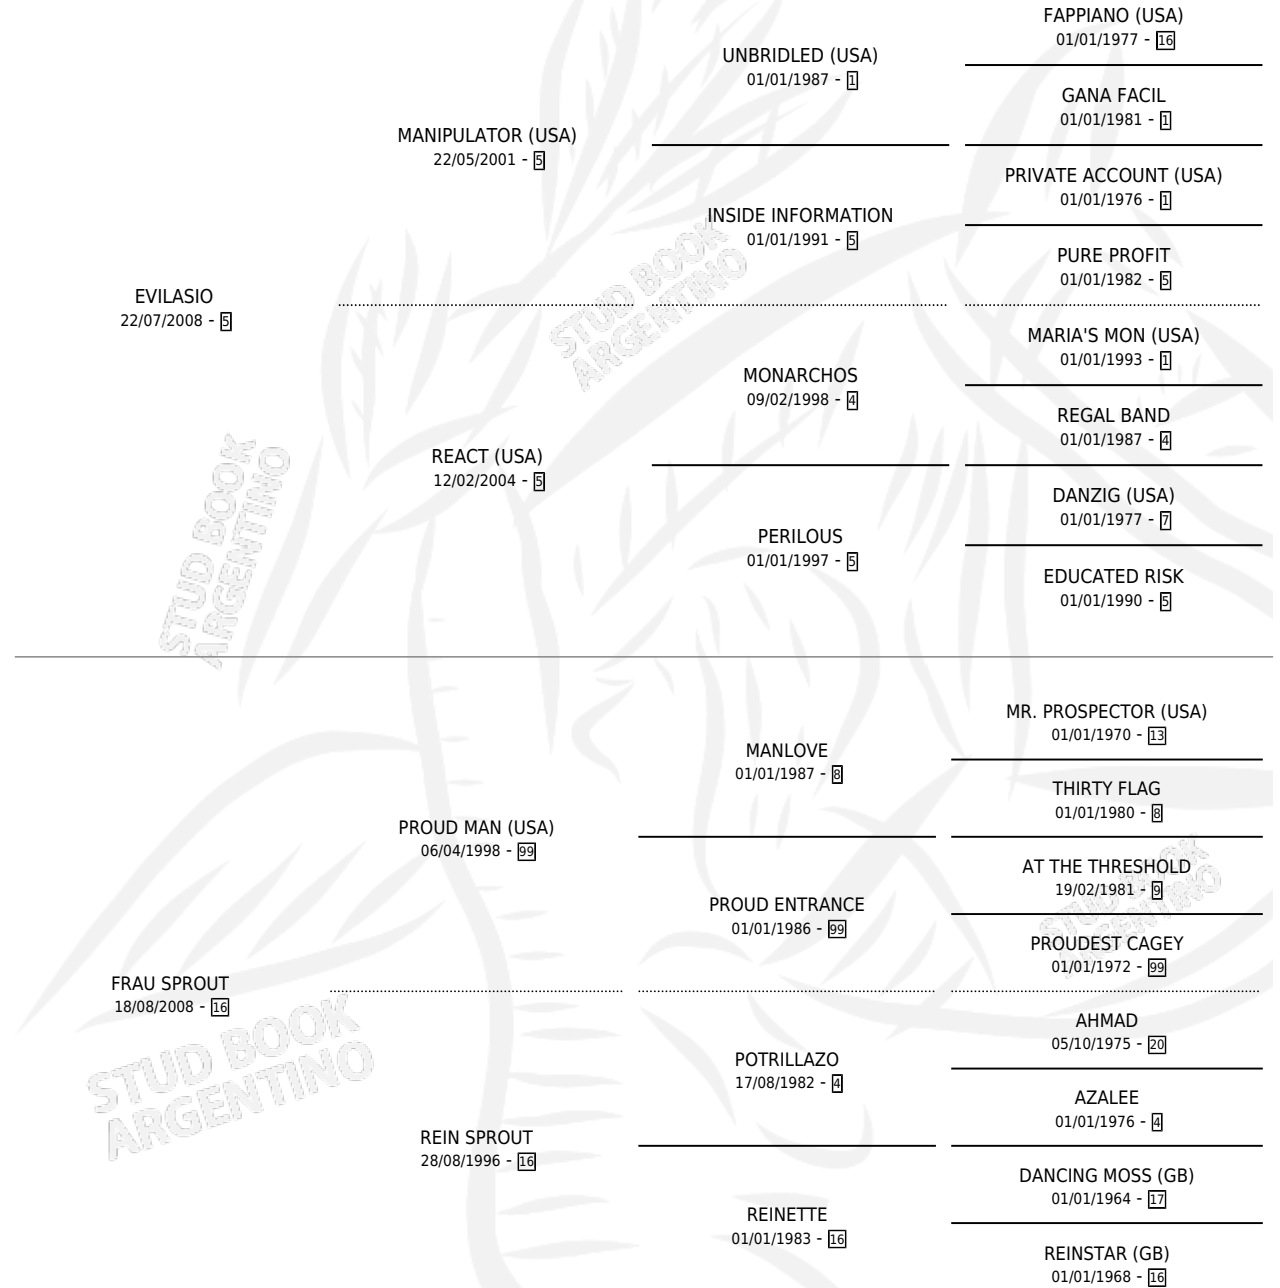 FAPPIANO (USA)
01/01/1977 - 16
UNBRIDLED (USA)
01/01/1987 - 1
GANA FACIL
01/01/1981 - 1
MANIPULATOR (USA)
22/05/2001 - 5
PRIVATE ACCOUNT (USA)
01/01/1976 - 1
INSIDE INFORMATION
01/01/1991 - 5
PURE PROFIT
01/01/1982 - 5
EVILASIO
22/07/2008 - 5
STUD BOOK
ARGENTINO
MARIA'S MON (USA)
01/01/1993 - 1
MONARCHOS
09/02/1998 - 4
REGAL BAND
01/01/1987 - 4
REACT (USA)
12/02/2004 - 5
DANZIG (USA)
01/01/1977 - 7
PERILOUS
01/01/1997 - 5
EDUCATED RISK
01/01/1990 - 5
STUD BOOK
ARGENTINO
MR. PROSPECTOR (USA)
01/01/1970 - 13
MANLOVE
01/01/1987 - 8
THIRTY FLAG
01/01/1980 - 8
PROUD MAN (USA)
06/04/1998 - 99
AT THE THRESHOLD
19/02/1981 - 9
PROUD ENTRANCE
01/01/1986 - 99
STUD BOOK
ARGENTINO
PROUDEST CAGEY
01/01/1972 - 99
FRAU SPROUT
18/08/2008 - 16
STUD BOOK
ARGENTINO
AHMAD
05/10/1975 - 20
POTRILLAZO
17/08/1982 - 4
AZALEE
01/01/1976 - 4
REIN SPROUT
28/08/1996 - 16
DANCING MOSS (GB)
01/01/1964 - 17
REINETTE
01/01/1983 - 16
REINSTAR (GB)
01/01/1968 - 16